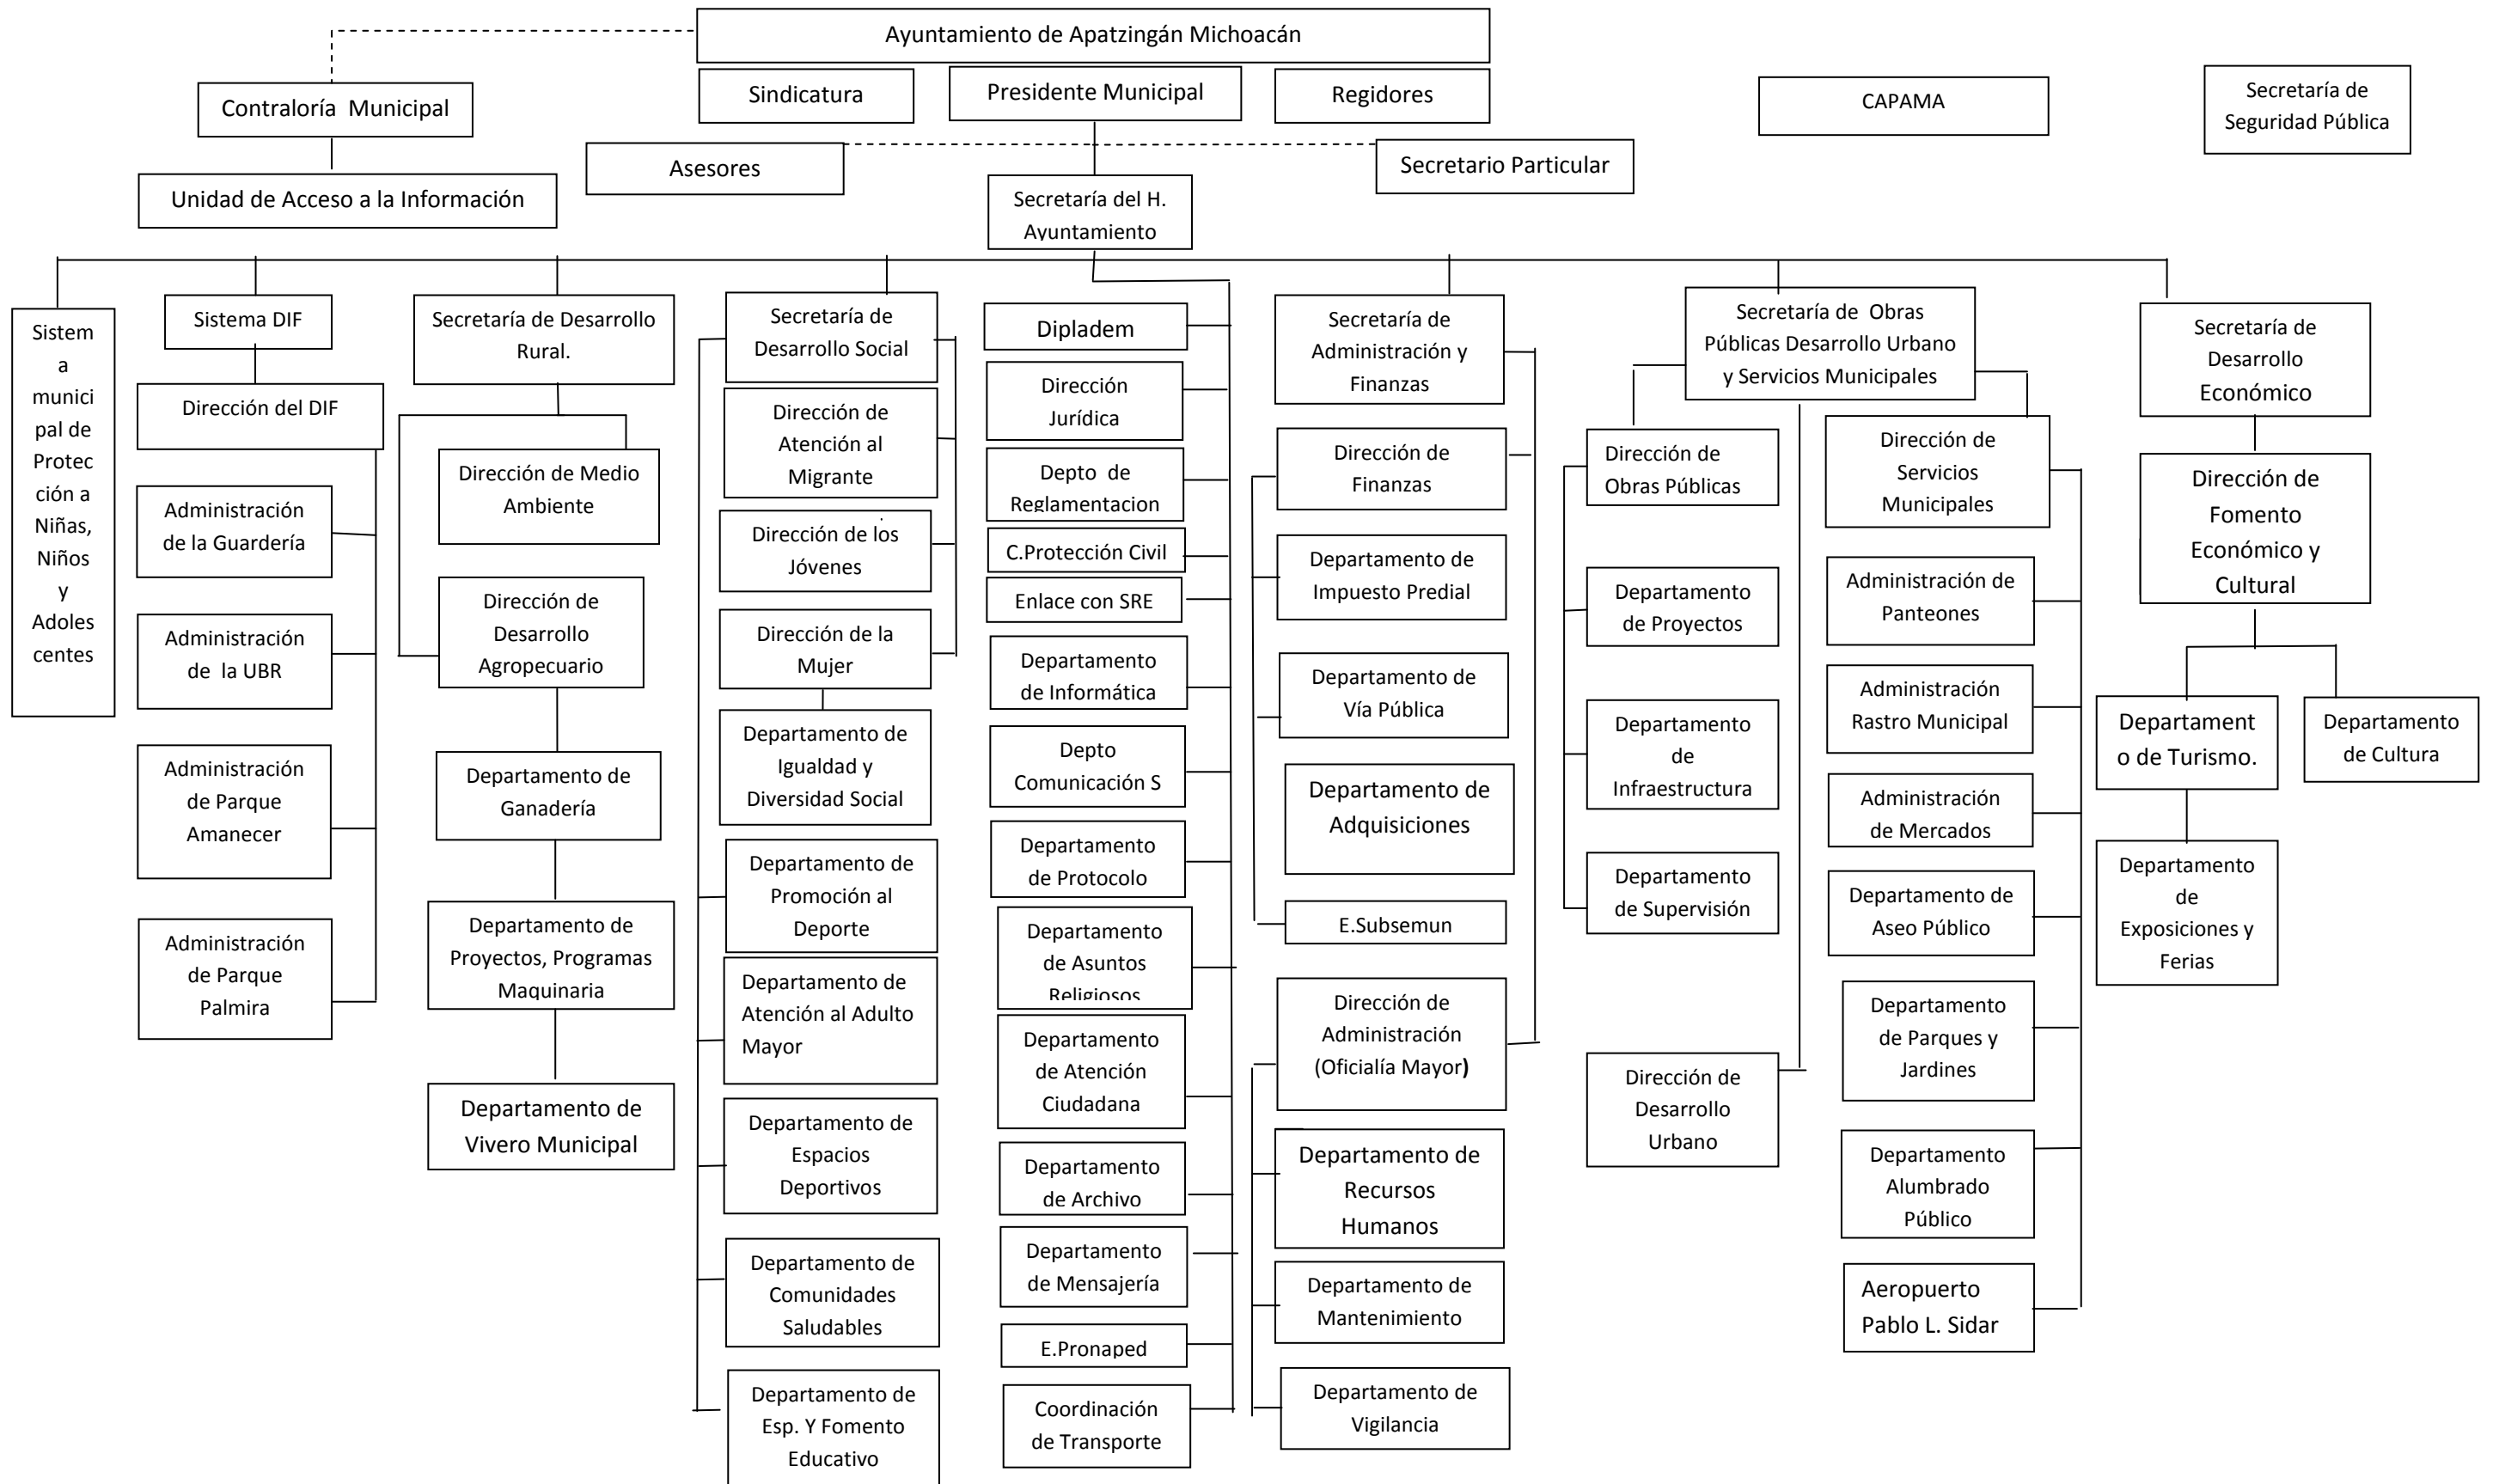 Ayuntamiento de Apatzingán Michoacán
Contraloría Municipal
Sindicatura
Presidente Municipal
Regidores
CAPAMA
Secretaría de
Seguridad Pública
Unidad de Acceso a la Información
Asesores
Secretario Particular
Secretaría del H.
Ayuntamiento
Sistem
a
munici
pal de
Protec
ción a
Niñas,
Niños
y
Adoles
centes
Sistema DIF
Dirección del DIF
Administración
de la Guardería
Administración
de la UBR
Administración
de Parque
Amanecer
Administración
de Parque
Palmira
Secretaría de Desarrollo
Rural.
Dirección de Medio
Ambiente
Dirección de
Desarrollo
Agropecuario
Departamento de
Ganadería
Departamento de
Proyectos, Programas
Maquinaria
Departamento de
Vivero Municipal
Secretaría de
Desarrollo Social
Dirección de
Atención al
Migrante
Dirección de los
Jóvenes
Dirección de la
Mujer
Departamento de
Igualdad y
Diversidad Social
Departamento de
Promoción al
Deporte
Departamento de
Atención al Adulto
Mayor
Departamento de
Espacios
Deportivos
Departamento de
Comunidades
Saludables
Departamento de
Esp. Y Fomento
Educativo
Dipladem
Dirección
Jurídica
Depto de
Reglamentacion
C.Protección Civil
Enlace con SRE
Departamento
de Informática
Depto
Comunicación S
Departamento
de Protocolo
Departamento
de Asuntos
Religiosos
Departamento
de Atención
Ciudadana
Departamento
de Archivo
Departamento
de Mensajería
E.Pronaped
Coordinación
de Transporte
Secretaría de
Administración y
Finanzas
Dirección de
Finanzas
Departamento de
Impuesto Predial
Departamento de
Vía Pública
Departamento de
Adquisiciones
E.Subsemun
Dirección de
Administración
(Oficialía Mayor)
Departamento de
Recursos
Humanos
Departamento de
Mantenimiento
Departamento de
Vigilancia
Secretaría de Obras
Públicas Desarrollo Urbano
y Servicios Municipales
Dirección de
Obras Públicas
Departamento
de Proyectos
Departamento
de
Infraestructura
Departamento
de Supervisión
Dirección de
Desarrollo
Urbano
Dirección de
Servicios
Municipales
Administración de
Panteones
Administración
Rastro Municipal
Administración
de Mercados
Departamento de
Aseo Público
Departamento
de Parques y
Jardines
Departamento
Alumbrado
Público
Aeropuerto
Pablo L. Sidar
Secretaría de
Desarrollo
Económico
Dirección de
Fomento
Económico y
Cultural
Departament
o de Turismo.
Departamento
de Cultura
Departamento
de
Exposiciones y
Ferias